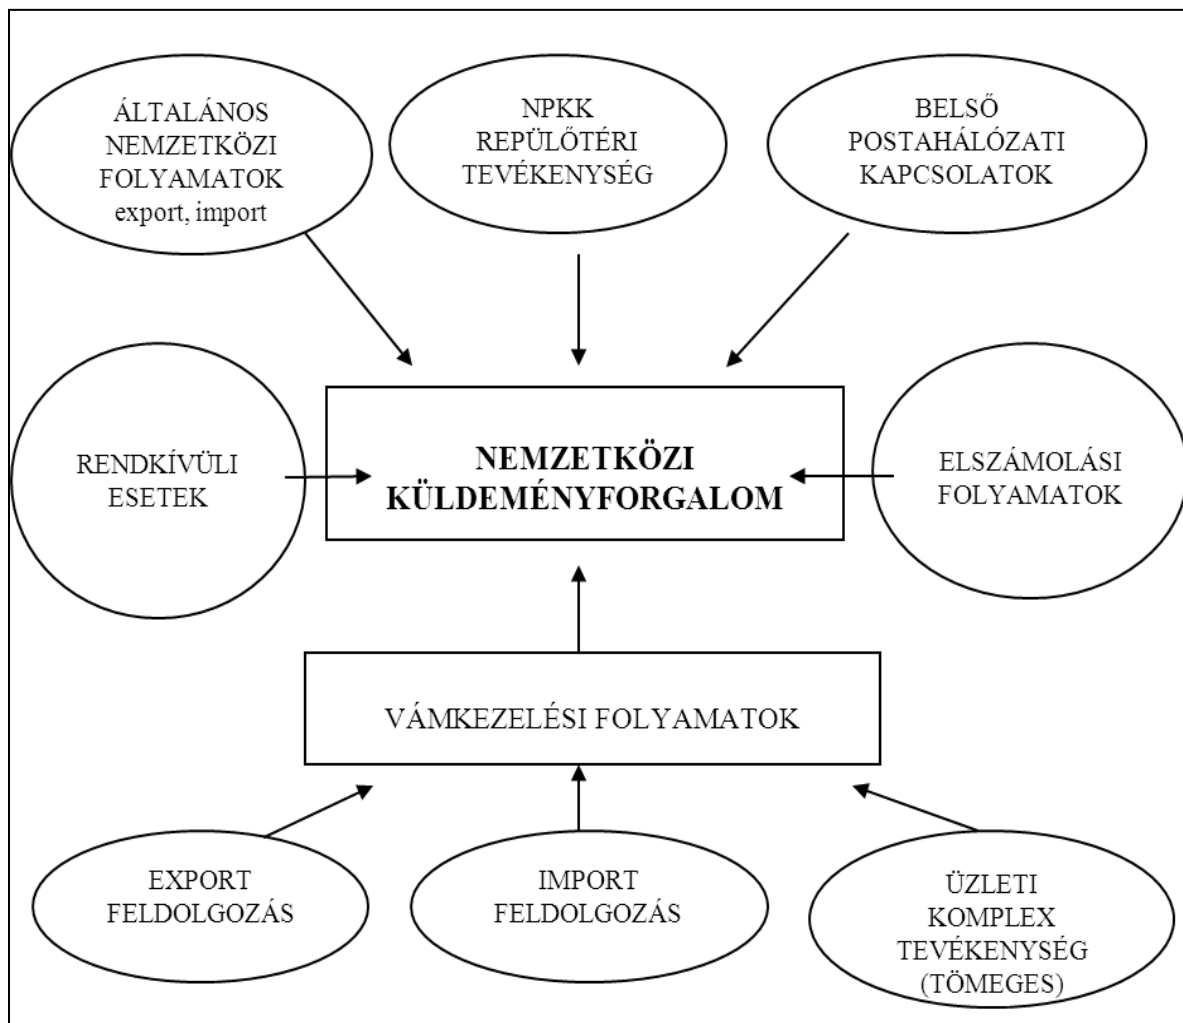 ÁLTALÁNOS
NEMZETKÖZI
FOLYAMATOK
export, import
NPKK
REPÜLŐTÉRI
TEVÉKENYSÉG
BELSŐ
POSTAHÁLÓZATI
KAPCSOLATOK
RENDKÍVÜLI
ESETEK
NEMZETKÖZI
KÜLDEMÉNYFORGALOM
ELSZÁMOLÁSI
FOLYAMATOK
VÁMKEZELÉSI FOLYAMATOK
EXPORT
FELDOLGOZÁS
IMPORT
FELDOLGOZÁS
ÜZLETI
KOMPLEX
TEVÉKENYSÉG
(TÖMEGES)